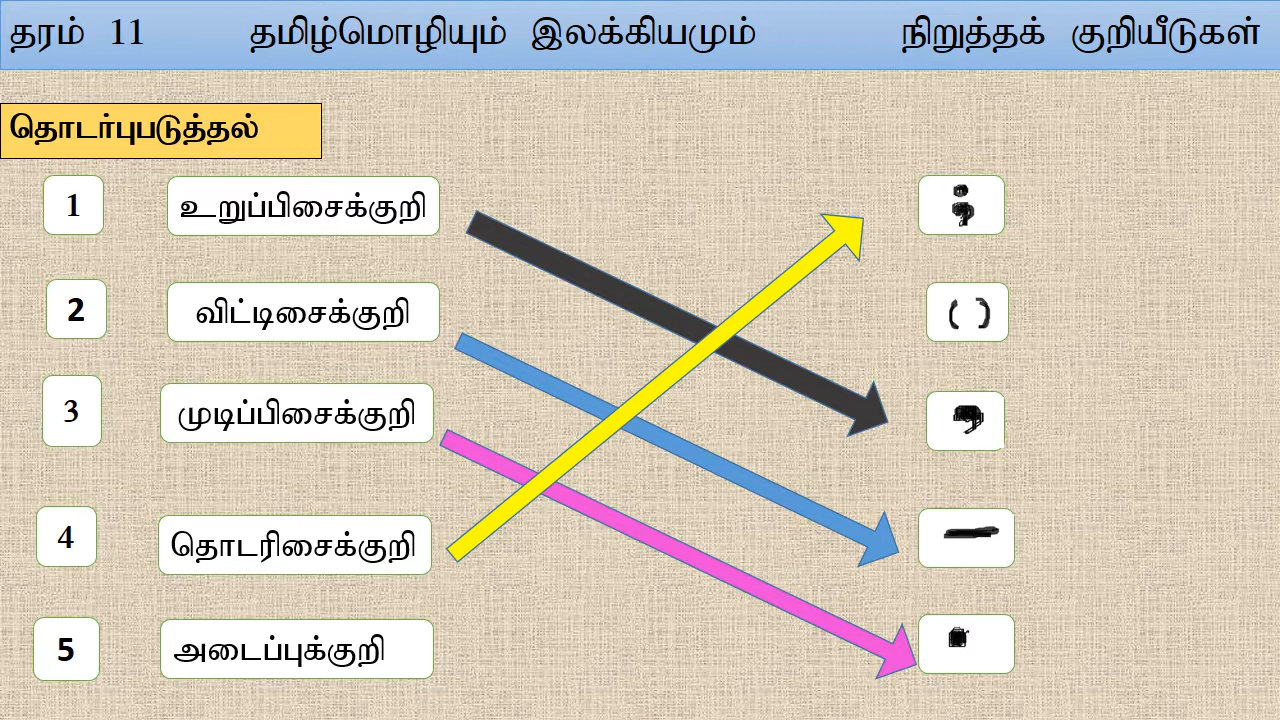 தரம் 11 தமிழ்மொழியும் இலக்கியமும் நிறுத்தக் குறியீடுகள்
தொடர்புபடுத்தல்
1 உறுப்பிசைக்குறி ;
2 விட்டிசைக்குறி ( )
3 முடிப்பிசைக்குறி ,
4 தொடரிசைக்குறி -
5 அடைப்புக்குறி .